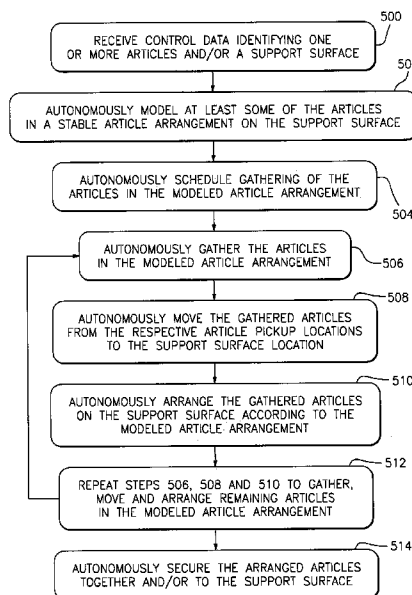 500
RECEIVE CONTROL DATA IDENTIFYING ONE
OR MORE ARTICLES AND/OR A SUPPORT SURFACE
50
AUTONOMOUSLY MODEL AT LEAST SOME OF THE ARTICLES
IN A STABLE ARTICLE ARRANGEMENT ON THE SUPPORT SURFACE
AUTONOMOUSLY SCHEDULE GATHERING OF THE
ARTICLES IN THE MODELED ARTICLE ARRANGEMENT
504
AUTONOMOUSLY GATHER THE ARTICLES
IN THE MODELED ARTICLE ARRANGEMENT
506
508
AUTONOMOUSLY MOVE THE GATHERED ARTICLES
FROM THE RESPECTIVE ARTICLE PICKUP LOCATIONS
TO THE SUPPORT SURFACE LOCATION
510
AUTONOMOUSLY ARRANGE THE GATHERED ARTICLES
ON THE SUPPORT SURFACE ACCORDING TO THE
MODELED ARTICLE ARRANGEMENT
512
REPEAT STEPS 506, 508 AND 510 TO GATHER,
MOVE AND ARRANGE REMAINING ARTICLES
IN THE MODELED ARTICLE ARRANGEMENT
514
AUTONOMOUSLY SECURE THE ARRANGED ARTICLES
TOGETHER AND/OR TO THE SUPPORT SURFACE